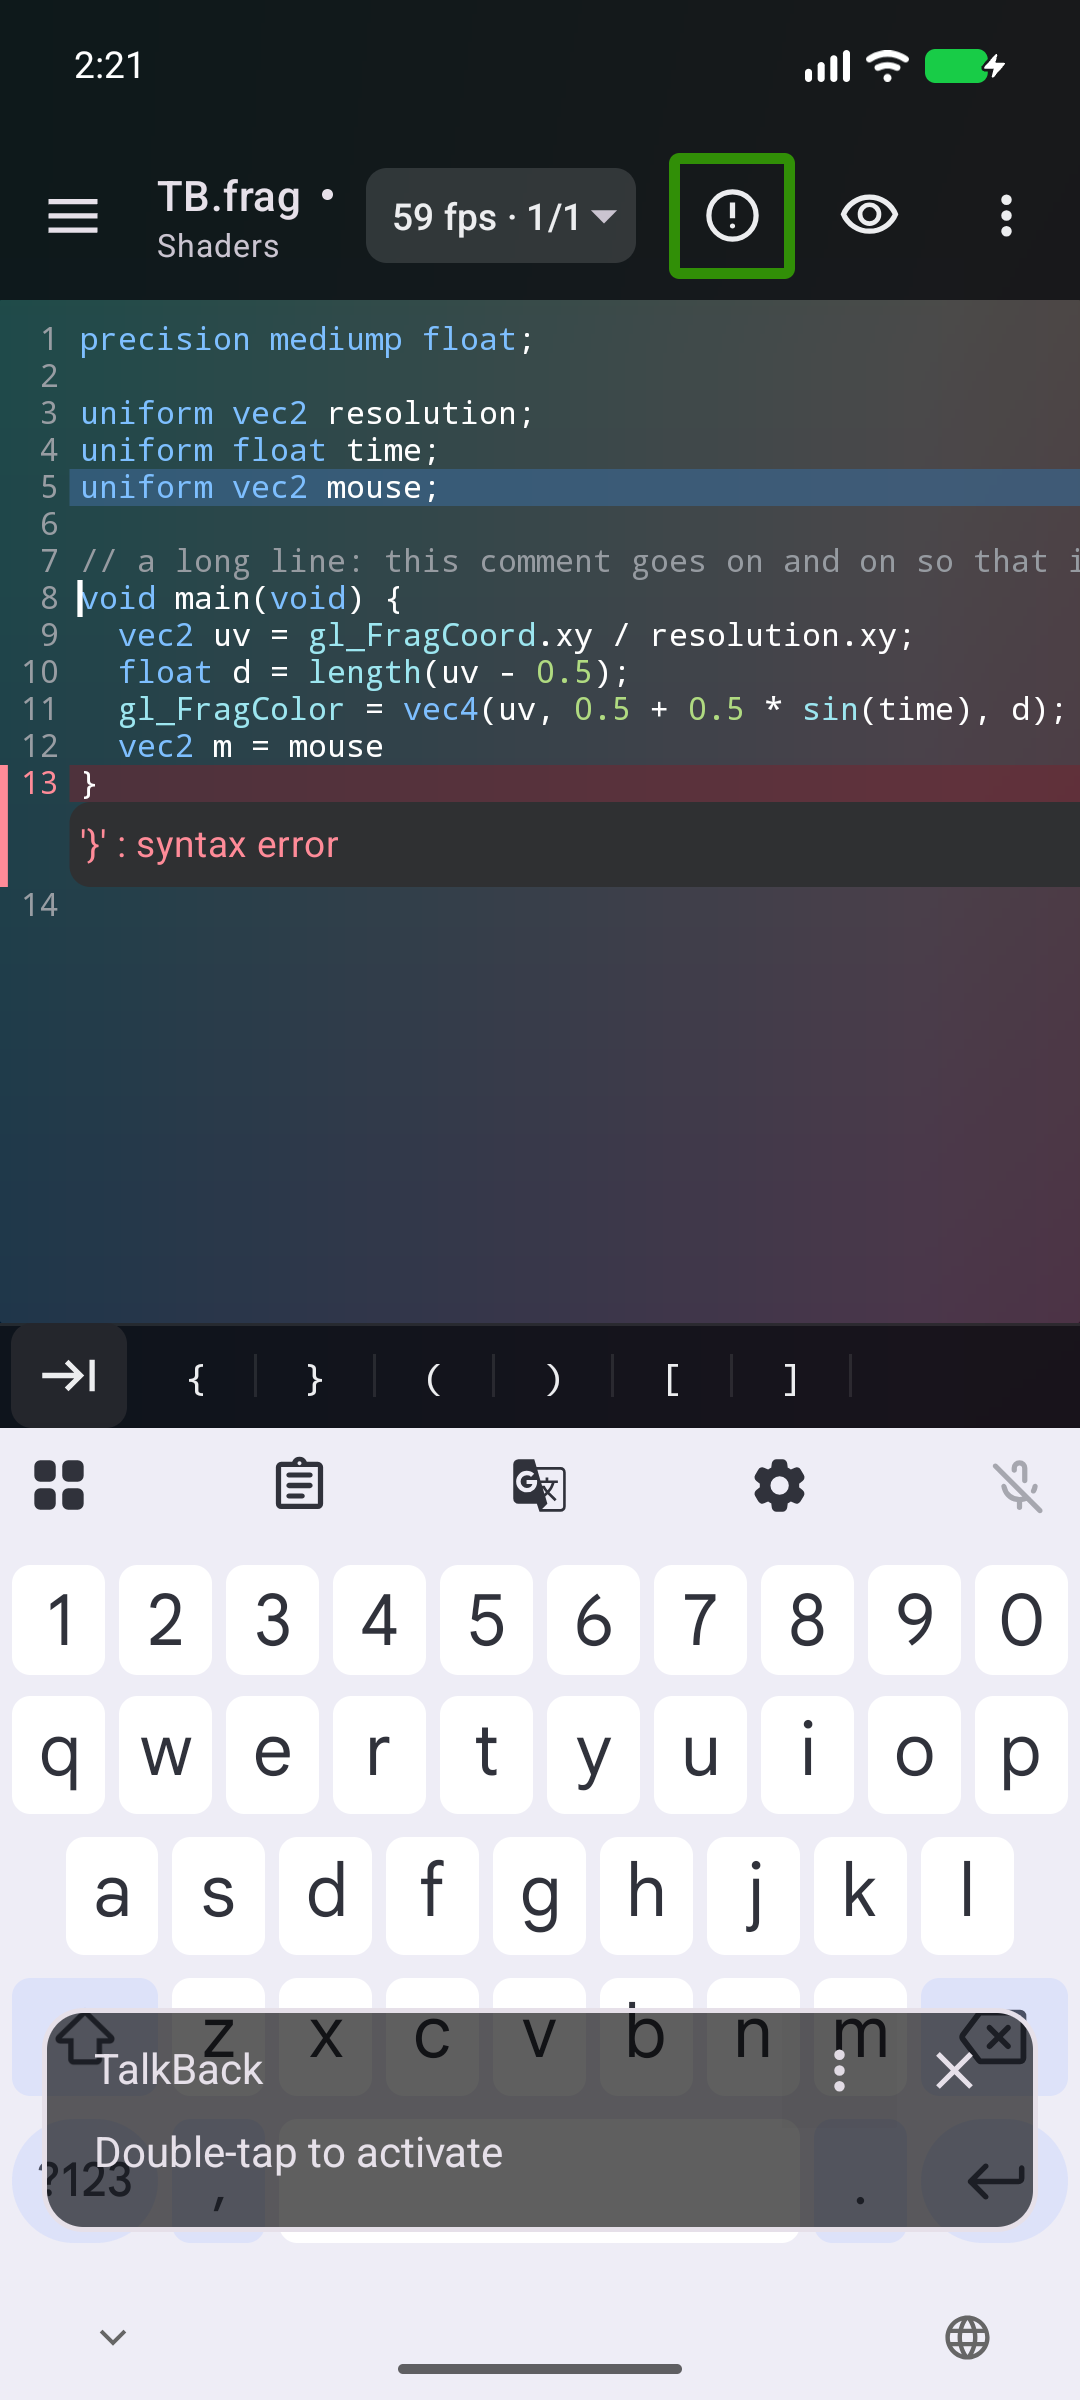 2:21
TB.frag •
59 fps · 1/1
Shaders
1 precision mediump float;
2
3 uniform vec2 resolution;
4 uniform float time;
5 uniform vec2 mouse;
6
7 // a long line: this comment goes on and on so that i
8 void main(void) {
9   vec2 uv = gl_FragCoord.xy / resolution.xy;
10   float d = length(uv - 0.5);
11   gl_FragColor = vec4(uv, 0.5 + 0.5 * sin(time), d);
12   vec2 m = mouse
13 }
'}' : syntax error
14
{ } ( ) [ ]
1 2 3 4 5 6 7 8 9 0
q w e r t y u i o p
a s d f g h j k l
z x c v b n m
TalkBack
Double-tap to activate
?123 , .